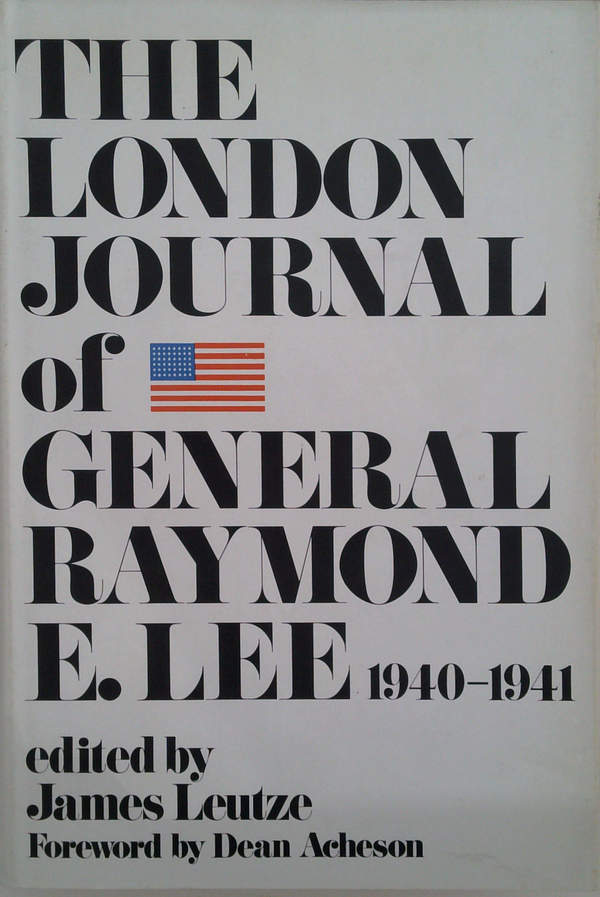 THE
LONDON
JOURNAL
of
GENERAL
RAYMOND
E. LEE 1940-1941
edited by
James Leutze
Foreword by Dean Acheson